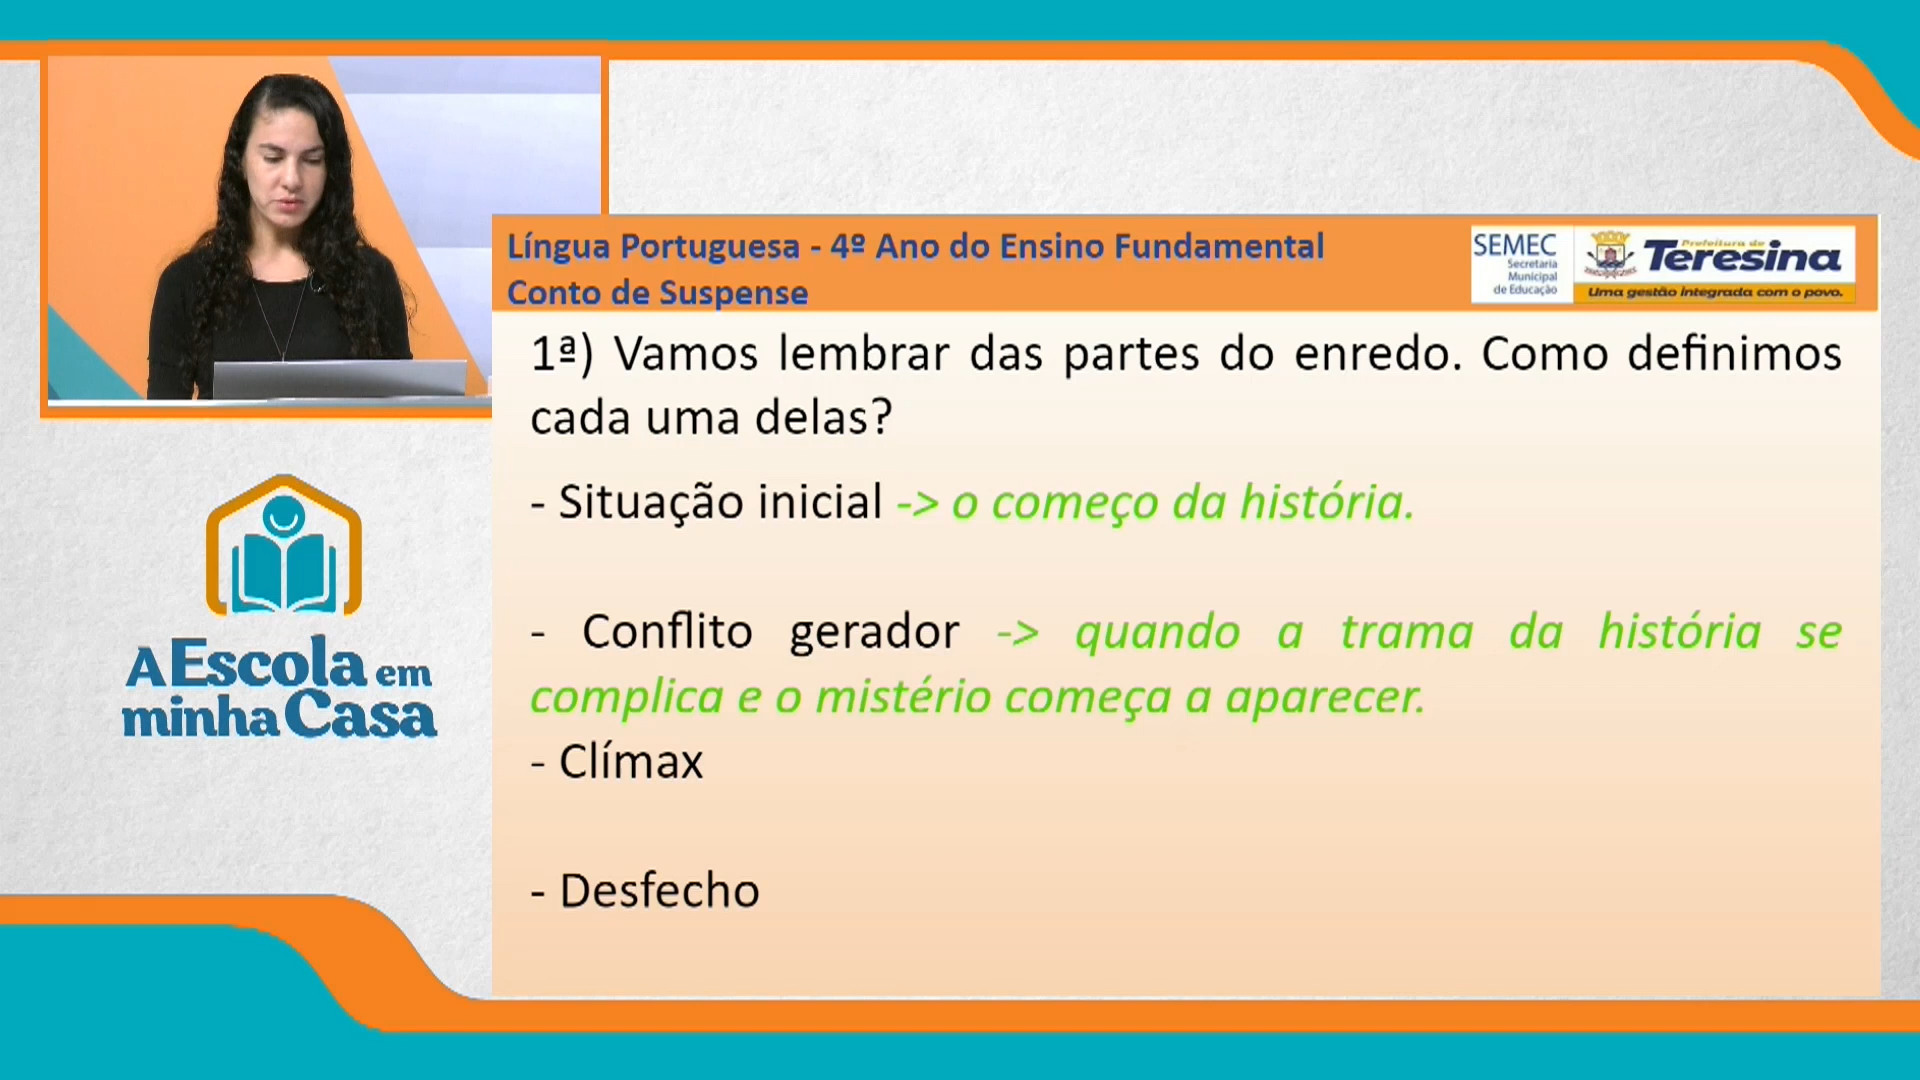 Língua Portuguesa - 4º Ano do Ensino Fundamental
Conto de Suspense
SEMEC
Secretaria
Municipal
de Educação
Prefeitura de
Teresina
Uma gestão integrada com o povo.
1ª) Vamos lembrar das partes do enredo. Como definimos
cada uma delas?
- Situação inicial -> o começo da história.
- Conflito gerador -> quando a trama da história se
complica e o mistério começa a aparecer.
- Clímax
- Desfecho
A Escola em
minha Casa